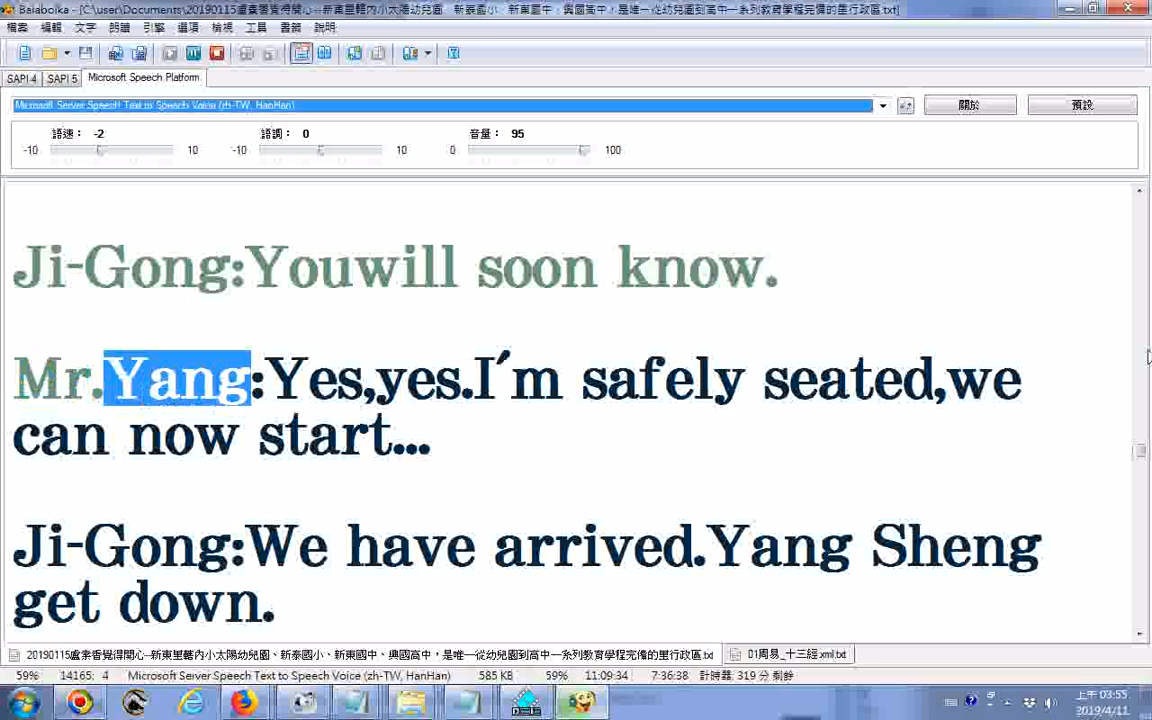 Balabolka - [C:\user\Documents\20190115盧素香覺得開心--新東里轄內小太陽幼兒園、新泰國小、新東國中、興國高中，是唯一從幼兒園到高中一系列教育學程完備的里行政區.txt]
檔案 編輯 文字 朗讀 引擎 選項 檢視 工具 書籤 說明
SAPI 4 SAPI 5 Microsoft Speech Platform
Microsoft Server Speech Text to Speech Voice (zh-TW, HanHan) 關於 預設
語速： -2 語調： 0 音量： 95
-10 10 -10 10 0 100
Ji-Gong:Youwill soon know.
Mr.Yang:Yes,yes.I'm safely seated,we
can now start...
Ji-Gong:We have arrived.Yang Sheng
get down.
20190115盧素香覺得開心--新東里轄內小太陽幼兒園、新泰國小、新東國中、興國高中，是唯一從幼兒園到高中一系列教育學程完備的里行政區.txt 01周易_十三經.xml.txt
59% 14165: 4 Microsoft Server Speech Text to Speech Voice (zh-TW, HanHan) 585 KB 59% 11:09:34 7:36:38 計時器: 319 分 剩餘
上午 03:55
2019/4/11